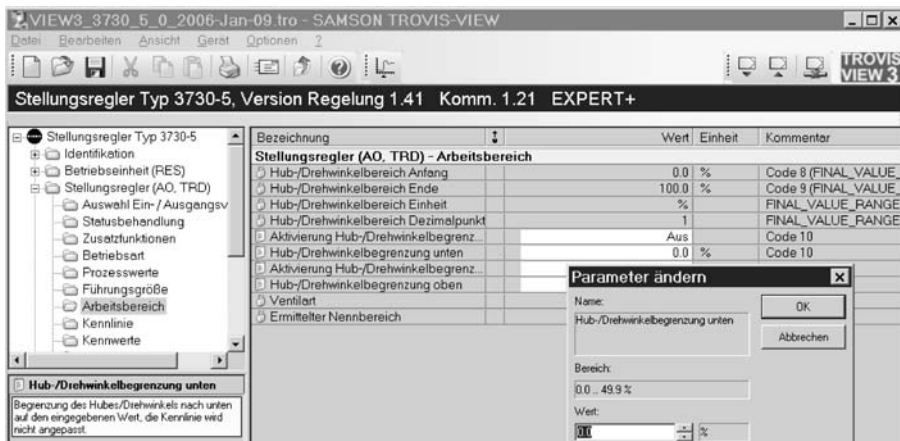 VIEW3_3730_5_0_2006-Jan-09.tro - SAMSON TROVIS-VIEW
Datei Bearbeiten Ansicht Gerät Optionen ?
TROVIS
VIEW 3
Stellungsregler Typ 3730-5, Version Regelung 1.41 Komm. 1.21 EXPERT+
Stellungsregler Typ 3730-5
Identifikation
Betriebseinheit (RES)
Stellungsregler (AO, TRD)
Auswahl Ein-/Ausgangsv
Statusbehandlung
Zusatzfunktionen
Betriebsart
Prozesswerte
Führungsgröße
Arbeitsbereich
Kennlinie
Kennwerte
Hub-/Drehwinkelbegrenzung unten
Begrenzung des Hubes/Drehwinkels nach unten
auf den eingegebenen Wert, die Kennlinie wird
nicht angepasst.
Bezeichnung Wert Einheit Kommentar
Stellungsregler (AO, TRD) - Arbeitsbereich
Hub-/Drehwinkelbereich Anfang 0.0 % Code 8 (FINAL_VALUE_
Hub-/Drehwinkelbereich Ende 100.0 % Code 9 (FINAL_VALUE_
Hub-/Drehwinkelbereich Einheit % FINAL_VALUE_RANGE
Hub-/Drehwinkelbereich Dezimalpunkt 1 FINAL_VALUE_RANGE
Aktivierung Hub-/Drehwinkelbegrenz... Aus Code 10
Hub-/Drehwinkelbegrenzung unten 0.0 % Code 10
Aktivierung Hub-/Drehwinkelbegrenz...
Hub-/Drehwinkelbegrenzung oben
Ventilart
Ermittelter Nennbereich
Parameter ändern
Name:
Hub-/Drehwinkelbegrenzung unten
OK
Abbrechen
Bereich:
0.0 .. 49.9 %
Wert:
0.0 %